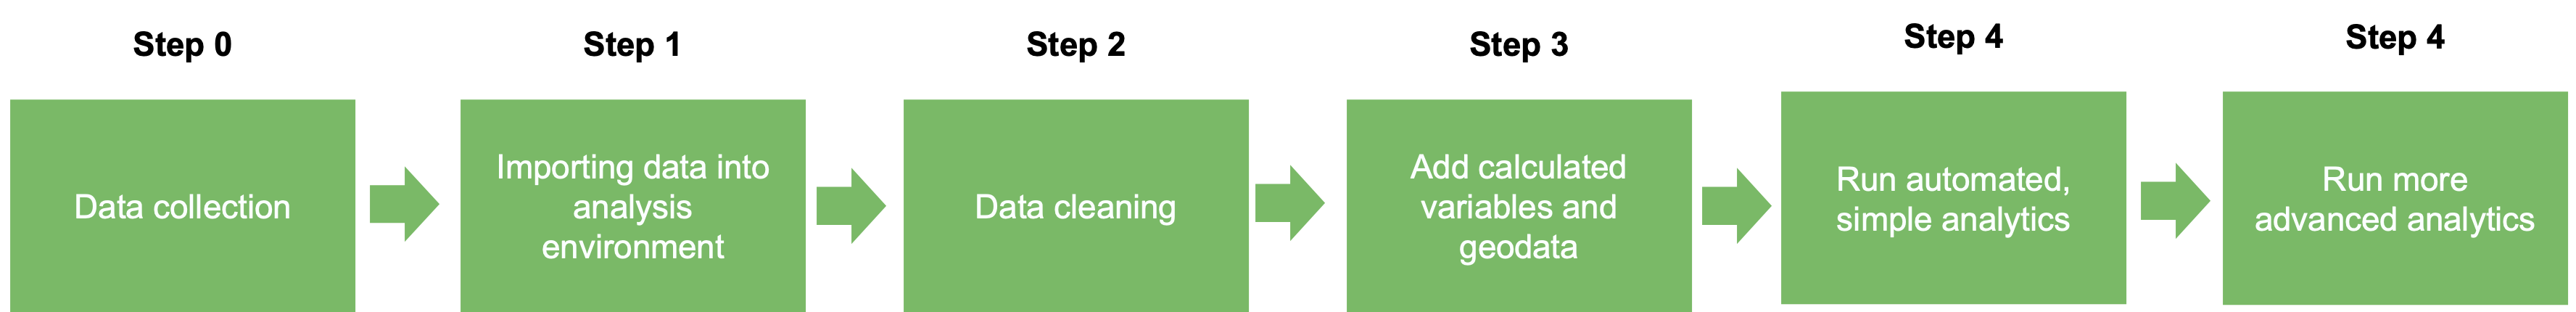 Step 0
Data collection
Step 1
Importing data into
analysis
environment
Step 2
Data cleaning
Step 3
Add calculated
variables and
geodata
Step 4
Run automated,
simple analytics
Step 4
Run more
advanced analytics